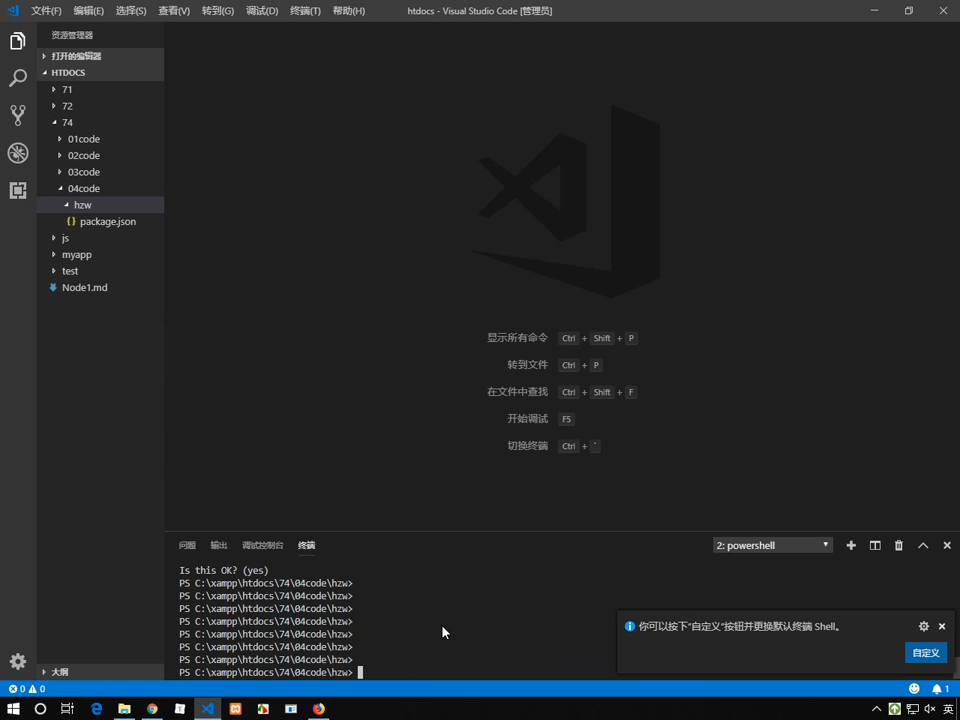 文件(F) 编辑(E) 选择(S) 查看(V) 转到(G) 调试(D) 终端(T) 帮助(H) htdocs - Visual Studio Code [管理员]
资源管理器
打开的编辑器
HTDOCS
71
72
74
01code
02code
03code
04code
hzw
{} package.json
js
myapp
test
Node1.md
大纲
显示所有命令 Ctrl + Shift + P
转到文件 Ctrl + P
在文件中查找 Ctrl + Shift + F
开始调试 F5
切换终端 Ctrl + `
问题 输出 调试控制台 终端 2: powershell
Is this OK? (yes)
PS C:\xampp\htdocs\74\04code\hzw>
PS C:\xampp\htdocs\74\04code\hzw>
PS C:\xampp\htdocs\74\04code\hzw>
PS C:\xampp\htdocs\74\04code\hzw>
PS C:\xampp\htdocs\74\04code\hzw>
PS C:\xampp\htdocs\74\04code\hzw>
PS C:\xampp\htdocs\74\04code\hzw>
PS C:\xampp\htdocs\74\04code\hzw>
你可以按下“自定义”按钮并更换默认终端 Shell。
自定义
0 0 1
英